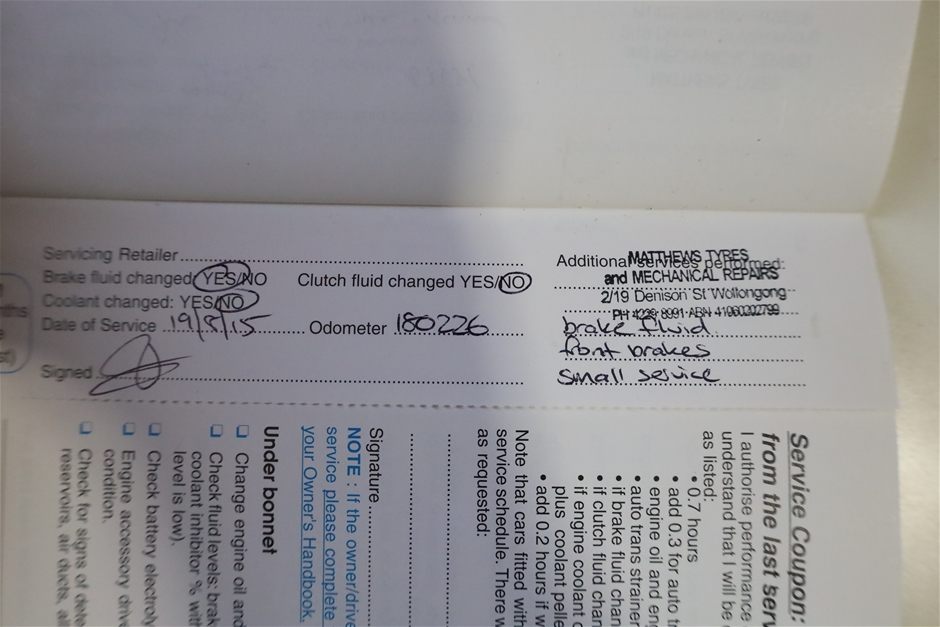 Servicing Retailer
Brake fluid changed: YES/NO
Clutch fluid changed YES/NO
Coolant changed: YES/NO
Date of Service 19/5/15
Odometer 180226
Signed
Additional services performed:
MATTHEWS TYRES
and MECHANICAL REPAIRS
2/19 Denison St Wollongong
PH 4229 8991 ABN 41060202799
brake fluid
front brakes
small service
Service Coupon:
from the last serv
I authorise performance
understand that I will be
as listed:
• 0.7 hours
• add 0.3 for auto
• engine oil and
• auto trans strainer
• if brake fluid chan
• if clutch fluid chan
• if engine coolant
plus coolant pelle
• add 0.2 hours if
Note that cars fitted with
service schedule. There
as requested:
Signature
NOTE : If the owner/drive
service please complete
your Owner's Handbook.
Under bonnet
❑ Change engine oil and
❑ Check fluid levels: brak
coolant inhibitor % with
level is low).
❑ Check battery electroly
❑ Engine accessory drive
condition.
❑ Check for signs of dete
reservoirs, air ducts,